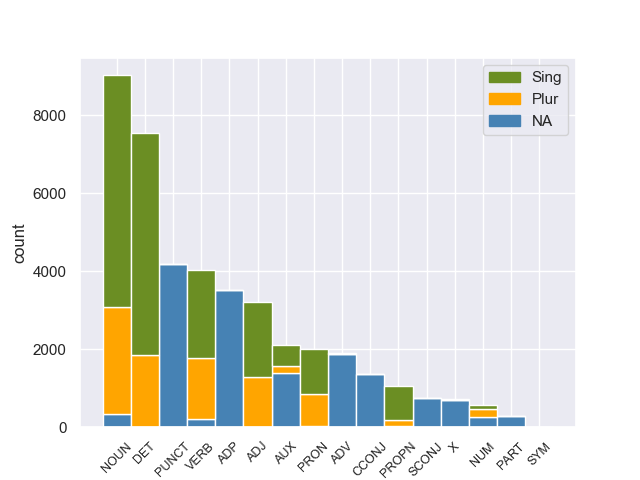 Sing
Plur
NA
8000
6000
4000
2000
0
count
NOUN
DET
PUNCT
VERB
ADP
ADJ
AUX
PRON
ADV
CCONJ
PROPN
SCONJ
X
NUM
PART
SYM